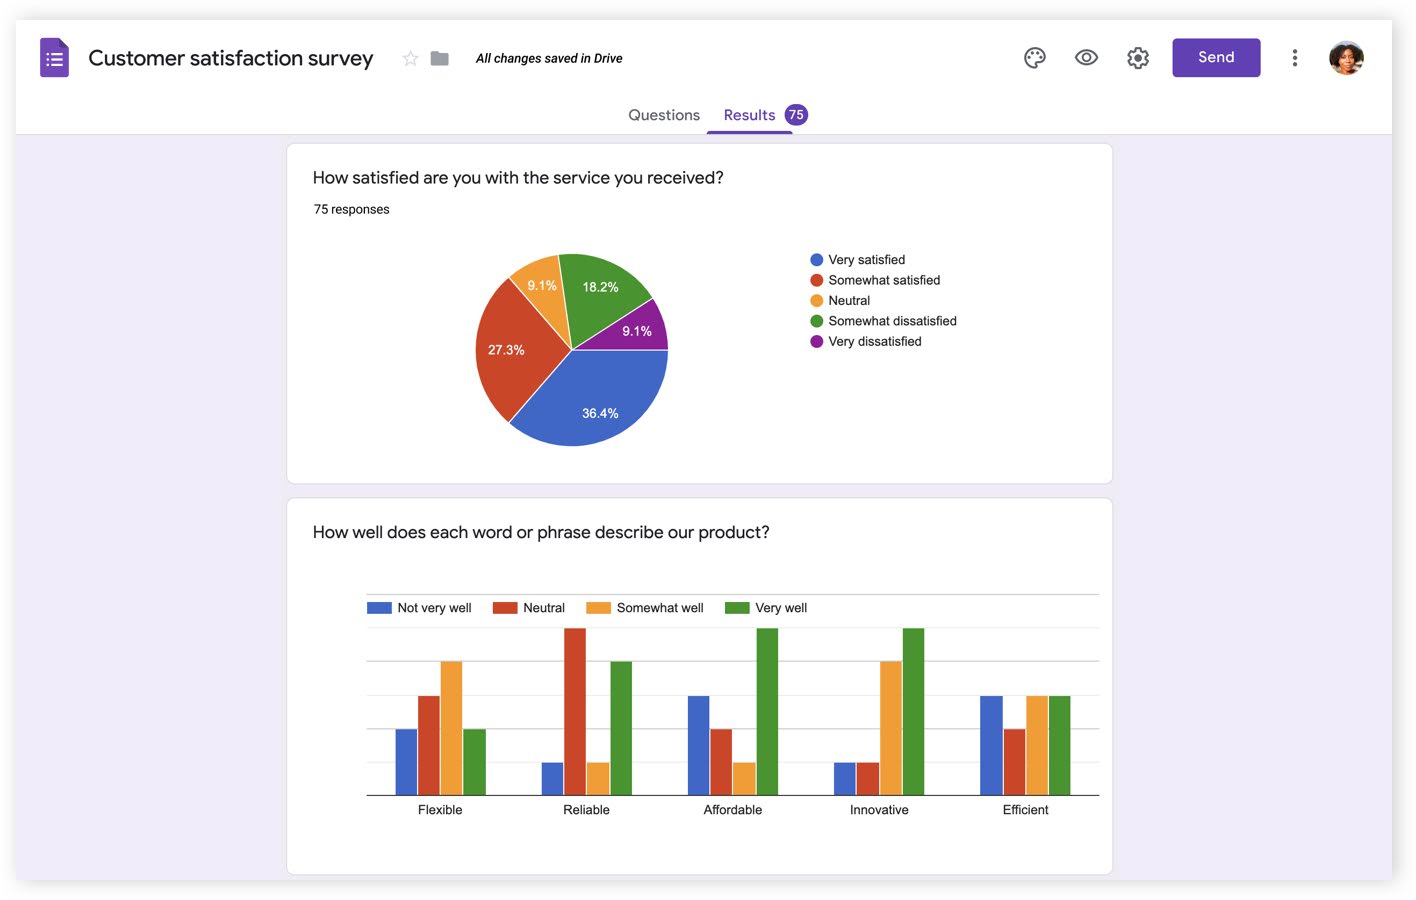 Customer satisfaction survey
All changes saved in Drive
Send
Questions
Results 75
How satisfied are you with the service you received?
75 responses
9.1%
18.2%
9.1%
27.3%
36.4%
Very satisfied
Somewhat satisfied
Neutral
Somewhat dissatisfied
Very dissatisfied
How well does each word or phrase describe our product?
Not very well Neutral Somewhat well Very well
Flexible Reliable Affordable Innovative Efficient